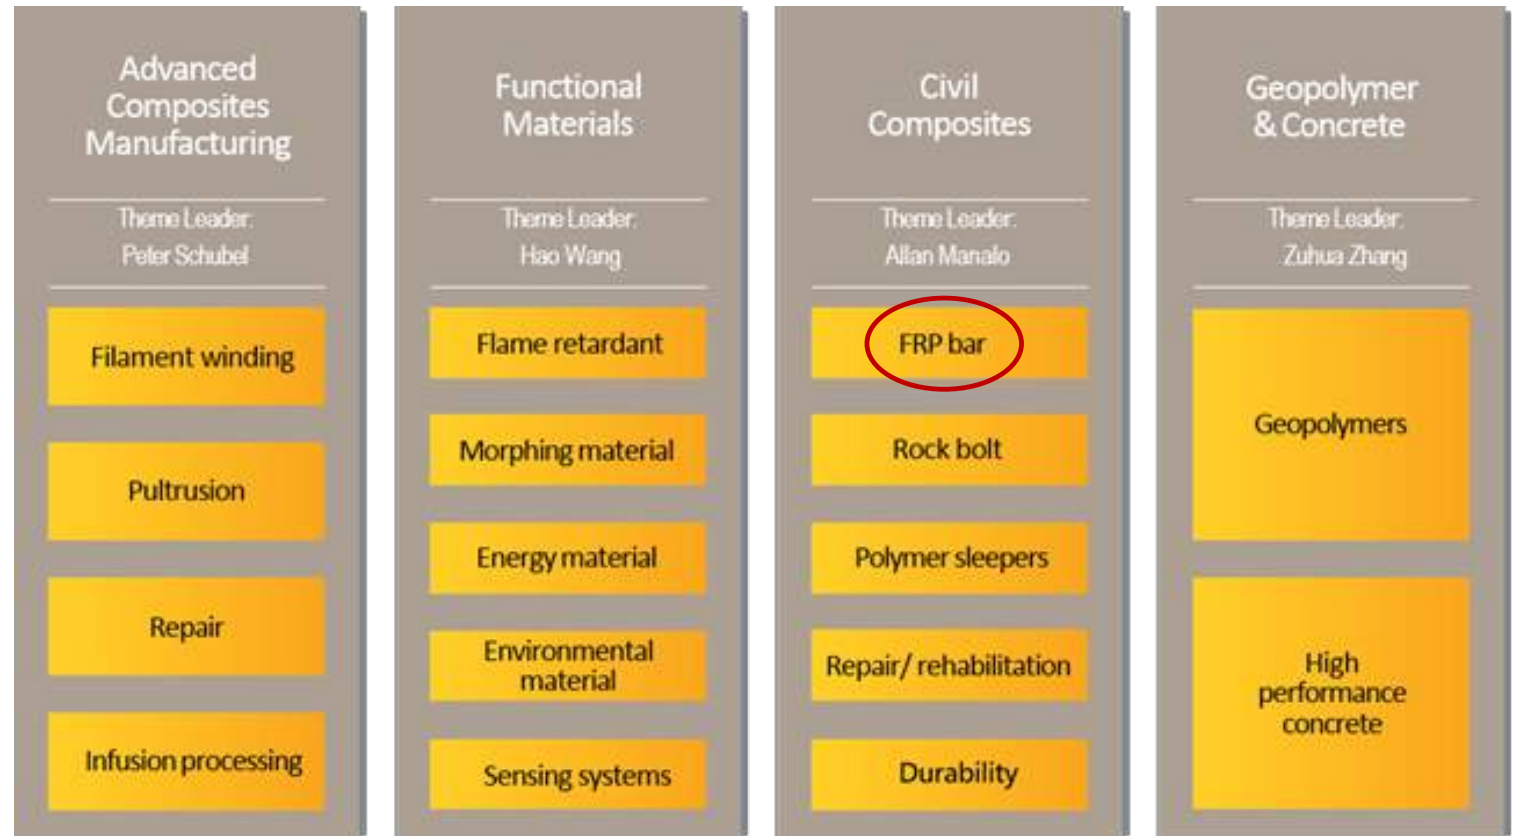 Advanced
Composites
Manufacturing
Theme Leader:
Peter Schubel
Filament winding
Pultrusion
Repair
Infusion processing
Functional
Materials
Theme Leader:
Hao Wang
Flame retardant
Morphing material
Energy material
Environmental
material
Sensing systems
Civil
Composites
Theme Leader:
Allan Manalo
FRP bar
Rock bolt
Polymer sleepers
Repair/ rehabilitation
Durability
Geopolymer
& Concrete
Theme Leader:
Zuhua Zhang
Geopolymers
High
performance
concrete